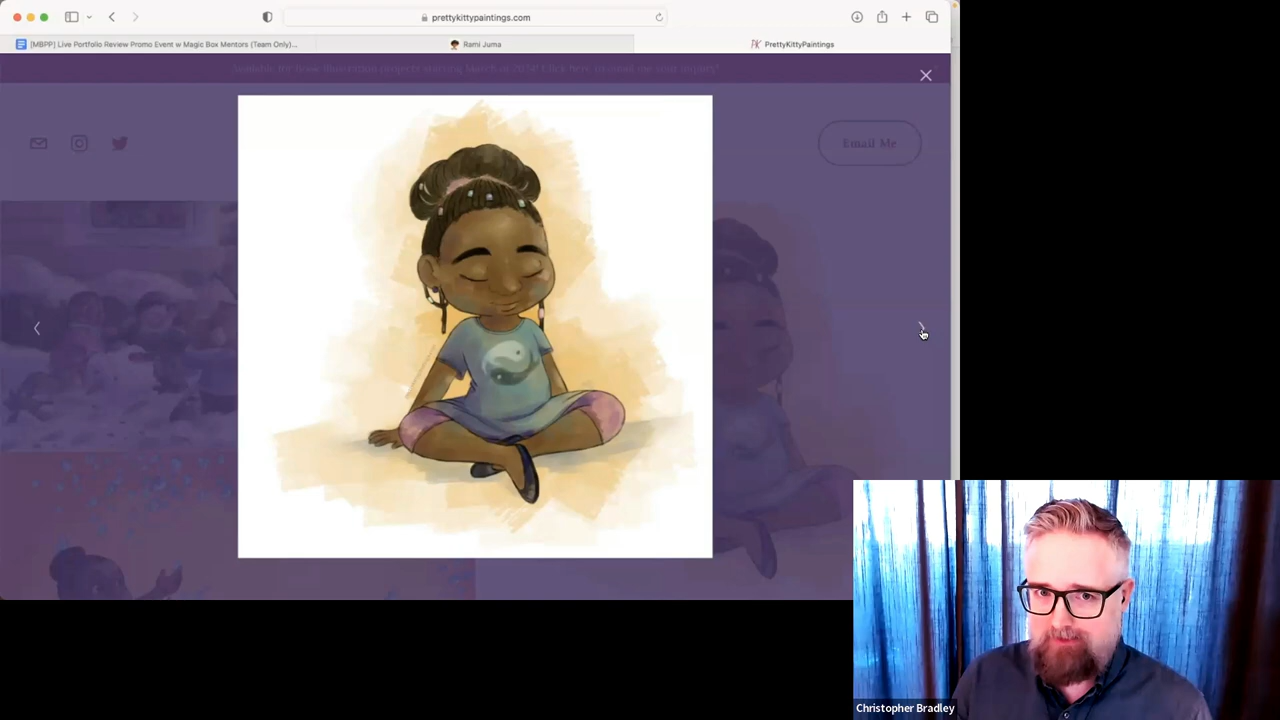 prettykittypaintings.com
[MBPP] Live Portfolio Review Promo Event w Magic Box Mentors (Team Only)...
Rami Juma
PK PrettyKittyPaintings
Email Me
Christopher Bradley